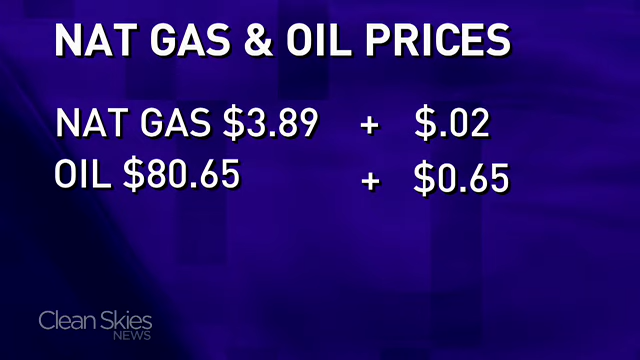 NAT GAS & OIL PRICES
NAT GAS $3.89 + $.02
OIL $80.65 + $0.65
Clean Skies
NEWS